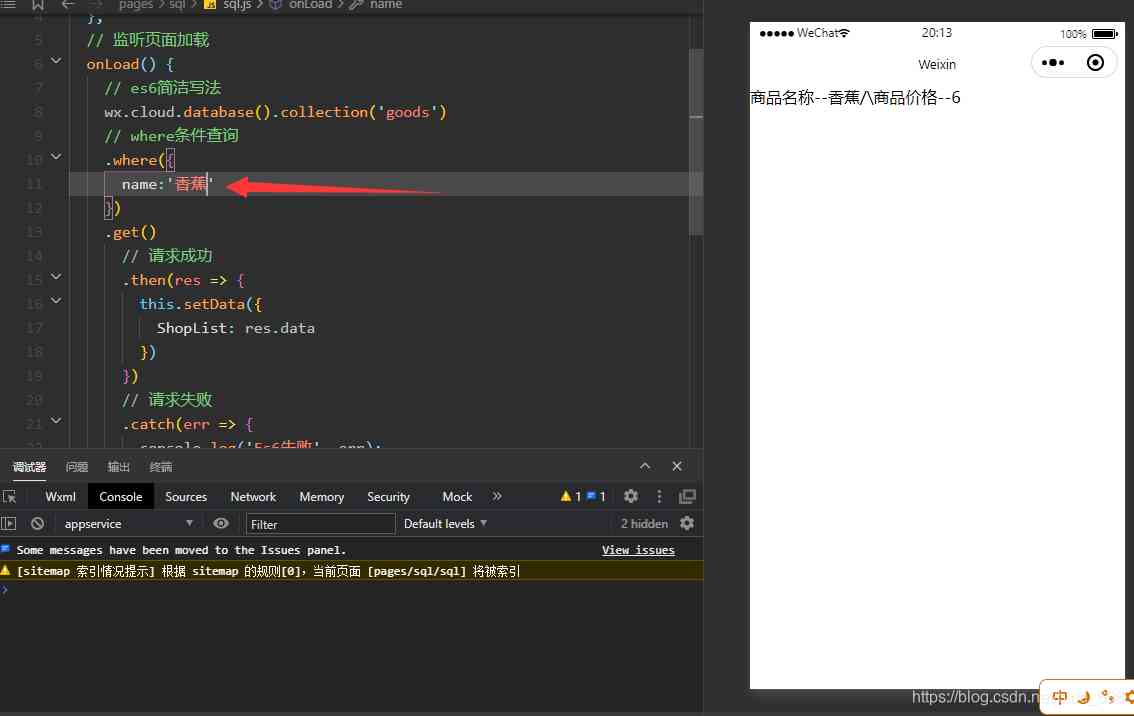 pages > sql > sql.js > onLoad > name
4 },
5 // 监听页面加载
6 onLoad() {
7 // es6简洁写法
8 wx.cloud.database().collection('goods')
9 // where条件查询
10 .where({
11 name:'香蕉'
12 })
13 .get()
14 // 请求成功
15 .then(res => {
16 this.setData({
17 ShopList: res.data
18 })
19 })
20 // 请求失败
21 .catch(err => {
22 console.log('Es6失败', err);
调试器 问题 输出 终端
Wxml Console Sources Network Memory Security Mock » 1 1
appservice Filter Default levels 2 hidden
Some messages have been moved to the Issues panel. View issues
[sitemap 索引情况提示] 根据 sitemap 的规则[0]，当前页面 [pages/sql/sql] 将被索引
>
WeChat 20:13 100%
Weixin
商品名称--香蕉/\商品价格--6
https://blog.csdn.n
中